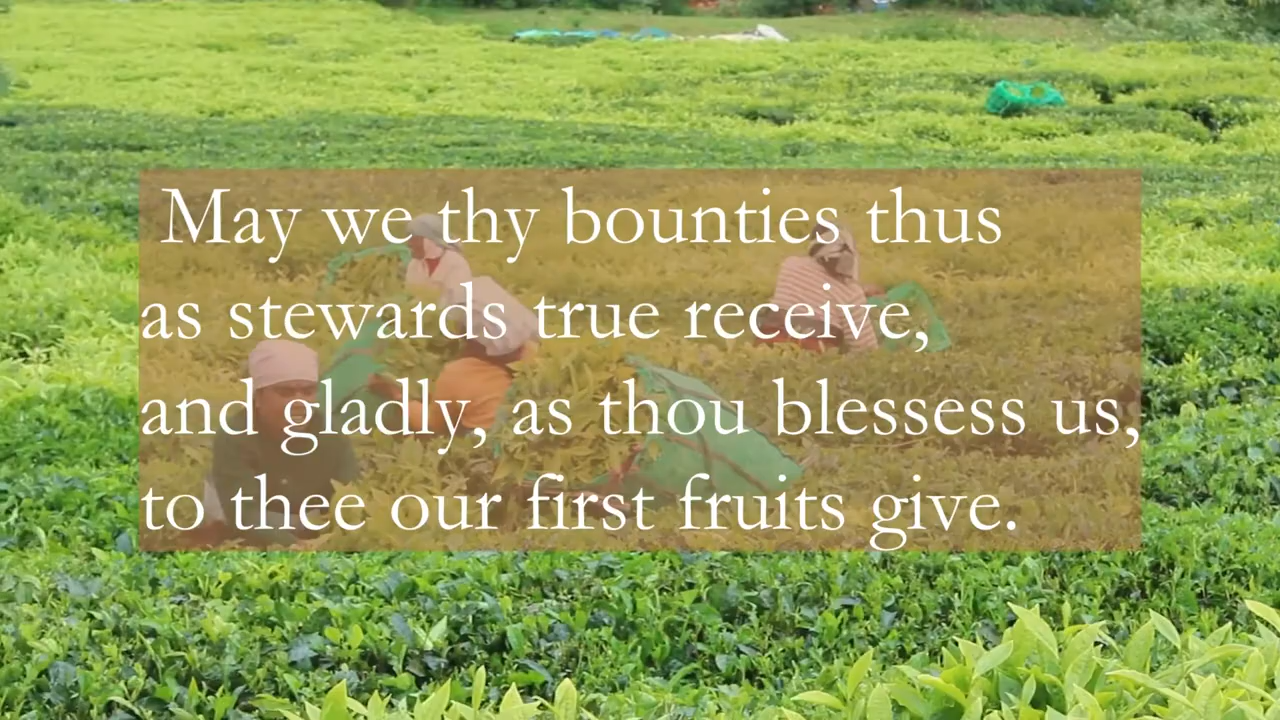 May we thy bounties thus
as stewards true receive,
and gladly, as thou blessess us,
to thee our first fruits give.